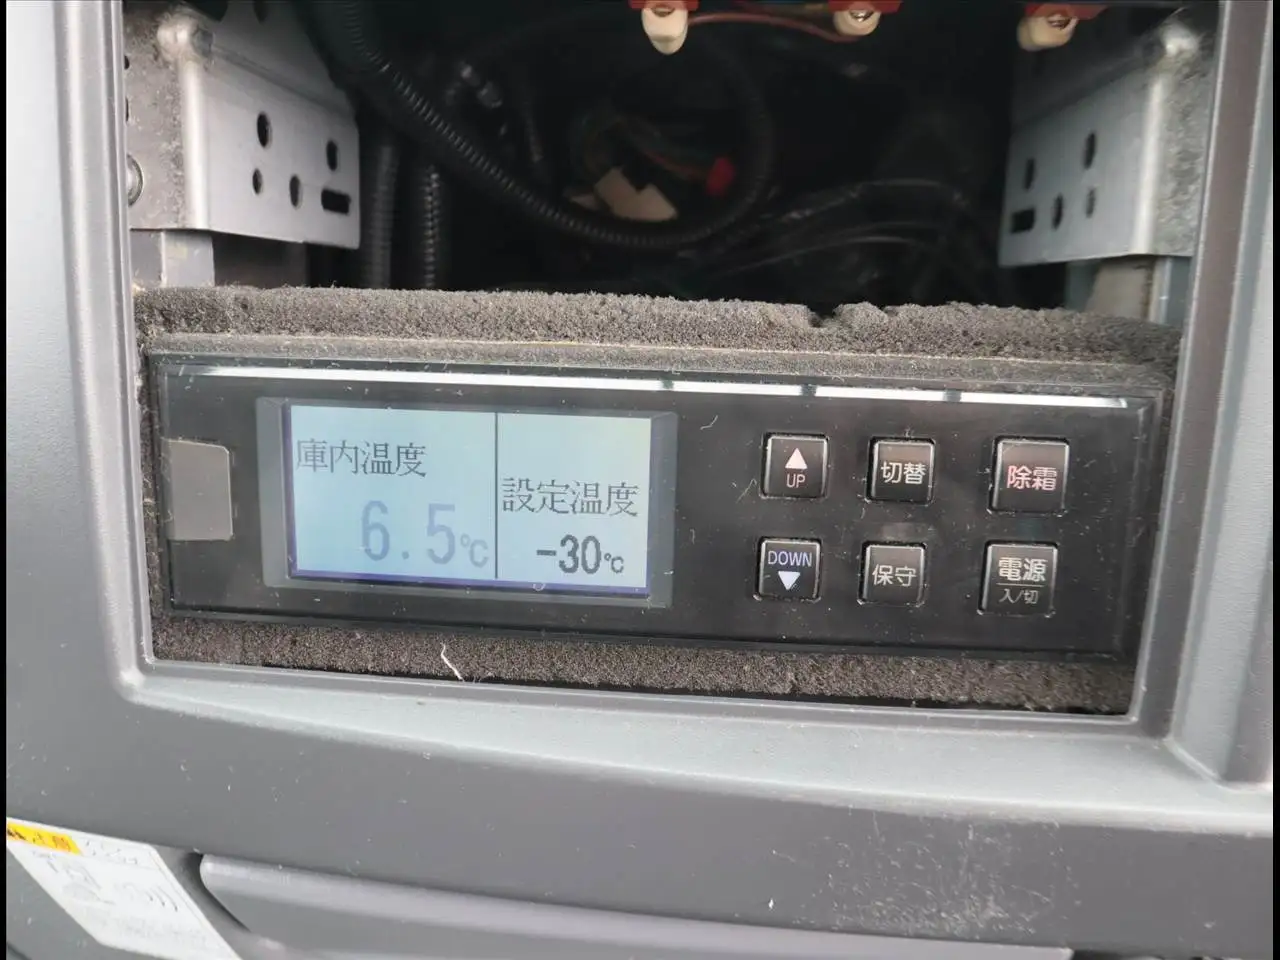 庫内温度
6.5℃
設定温度
-30℃
UP
切替
除霜
DOWN
保守
電源
入/切